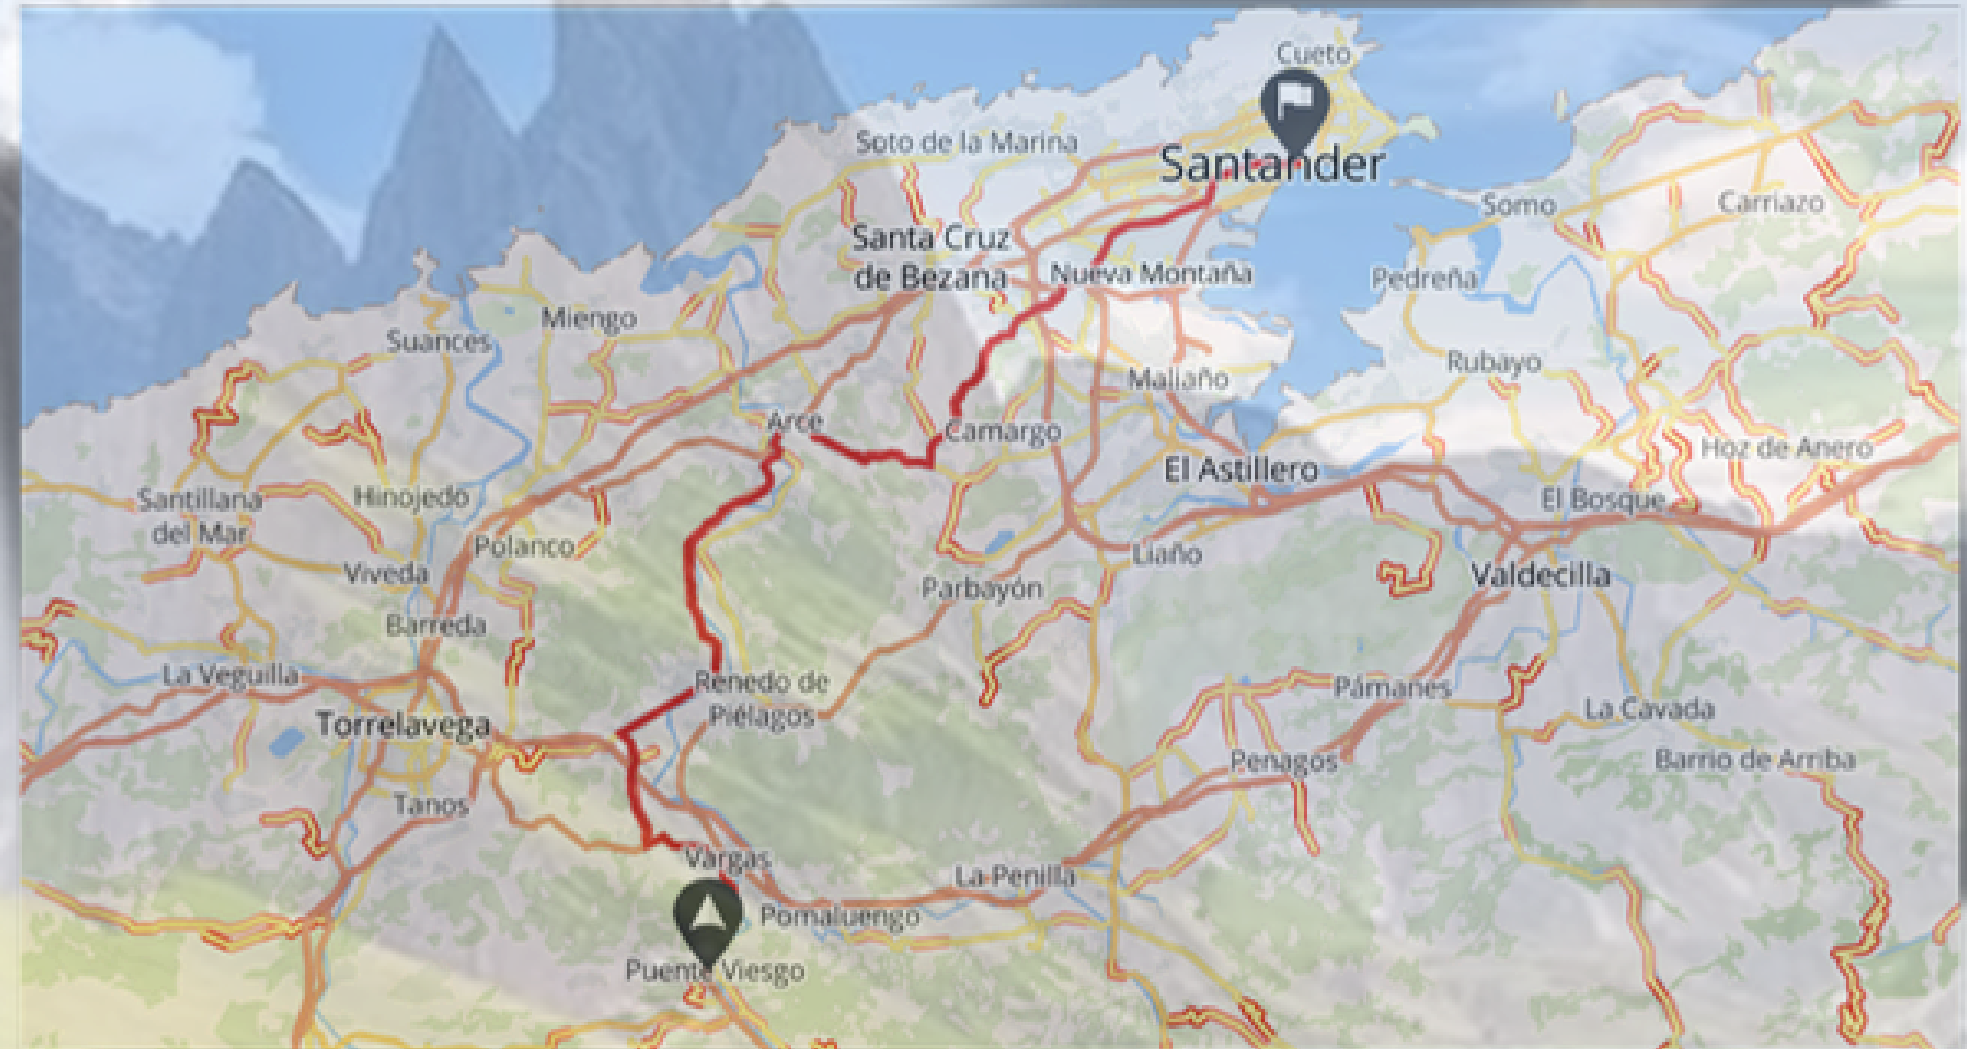 Cueto
Soto de la Marina
Santander
Somo
Carriazo
Santa Cruz
de Bezana
Nueva Montaña
Pedreña
Miengo
Suances
Rubayo
Maliaño
Arce
Camargo
Hoz de Anero
El Astillero
Santillana
del Mar
Hinojedo
El Bosque
Polanco
Liaño
Viveda
Valdecilla
Parbayón
Barreda
La Veguilla
Renedo de
Piélagos
Pámanes
La Cavada
Torrelavega
Penagos
Barrio de Arriba
Tanos
Vargas
La Penilla
Pomaluengo
Puente Viesgo